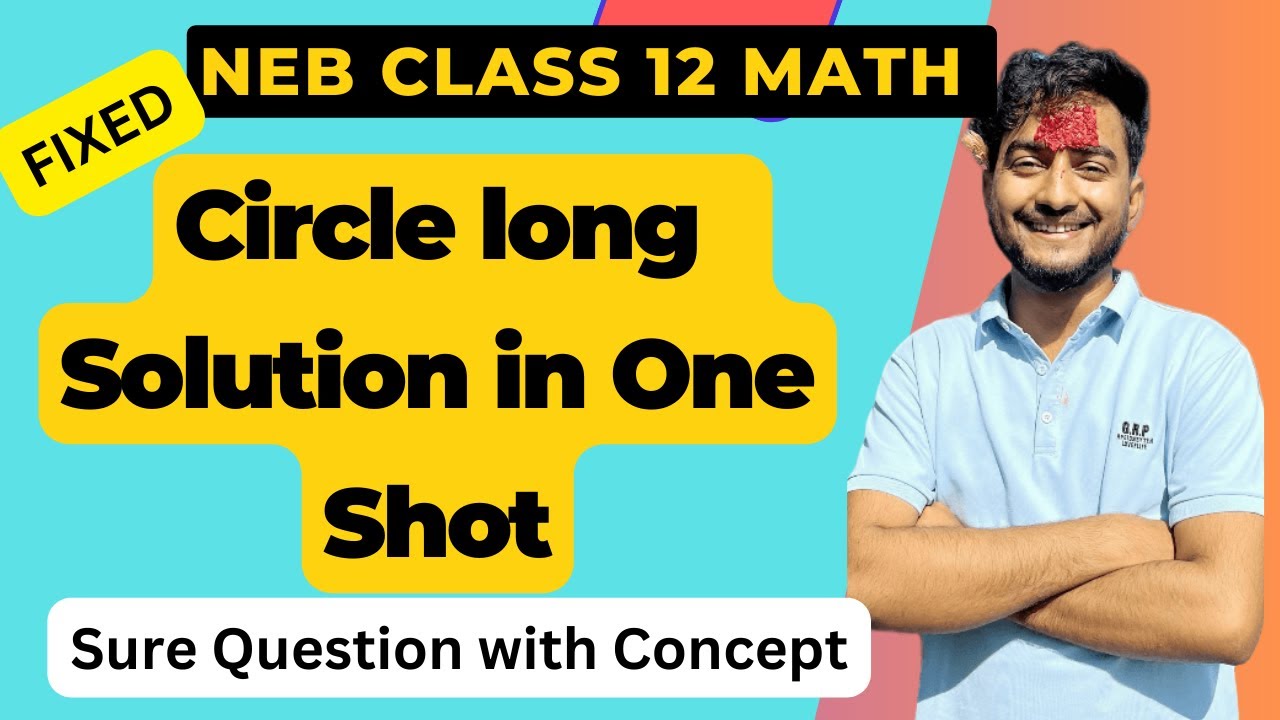 NEB CLASS 12 MATH
FIXED
Circle long
Solution in One
Shot
Sure Question with Concept
G.R.P